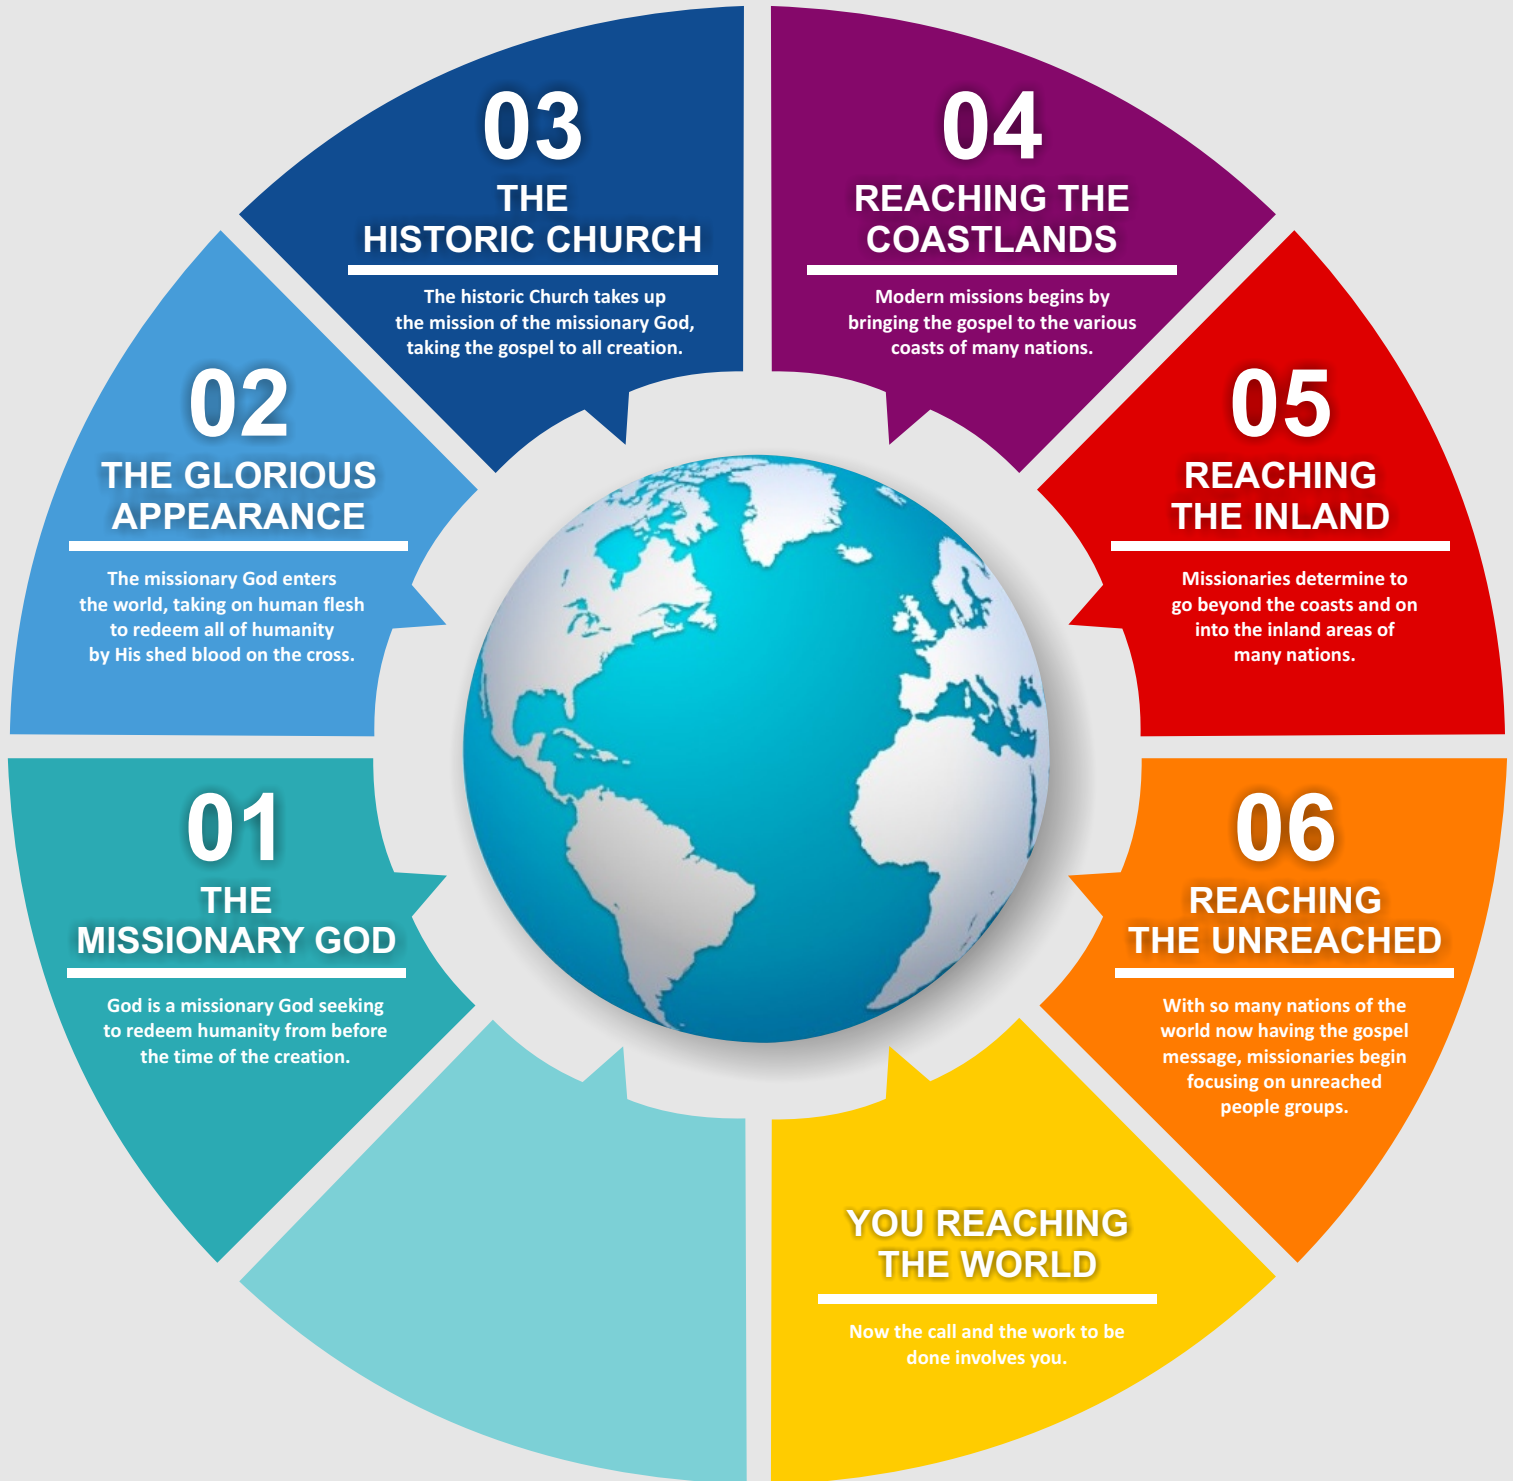 01
THE
MISSIONARY GOD
God is a missionary God seeking
to redeem humanity from before
the time of the creation.
02
THE GLORIOUS
APPEARANCE
The missionary God enters
the world, taking on human flesh
to redeem all of humanity
by His shed blood on the cross.
03
THE
HISTORIC CHURCH
The historic Church takes up
the mission of the missionary God,
taking the gospel to all creation.
04
REACHING THE
COASTLANDS
Modern missions begins by
bringing the gospel to the various
coasts of many nations.
05
REACHING
THE INLAND
Missionaries determine to
go beyond the coasts and on
into the inland areas of
many nations.
06
REACHING
THE UNREACHED
With so many nations of the
world now having the gospel
message, missionaries begin
focusing on unreached
people groups.
YOU REACHING
THE WORLD
Now the call and the work to be
done involves you.